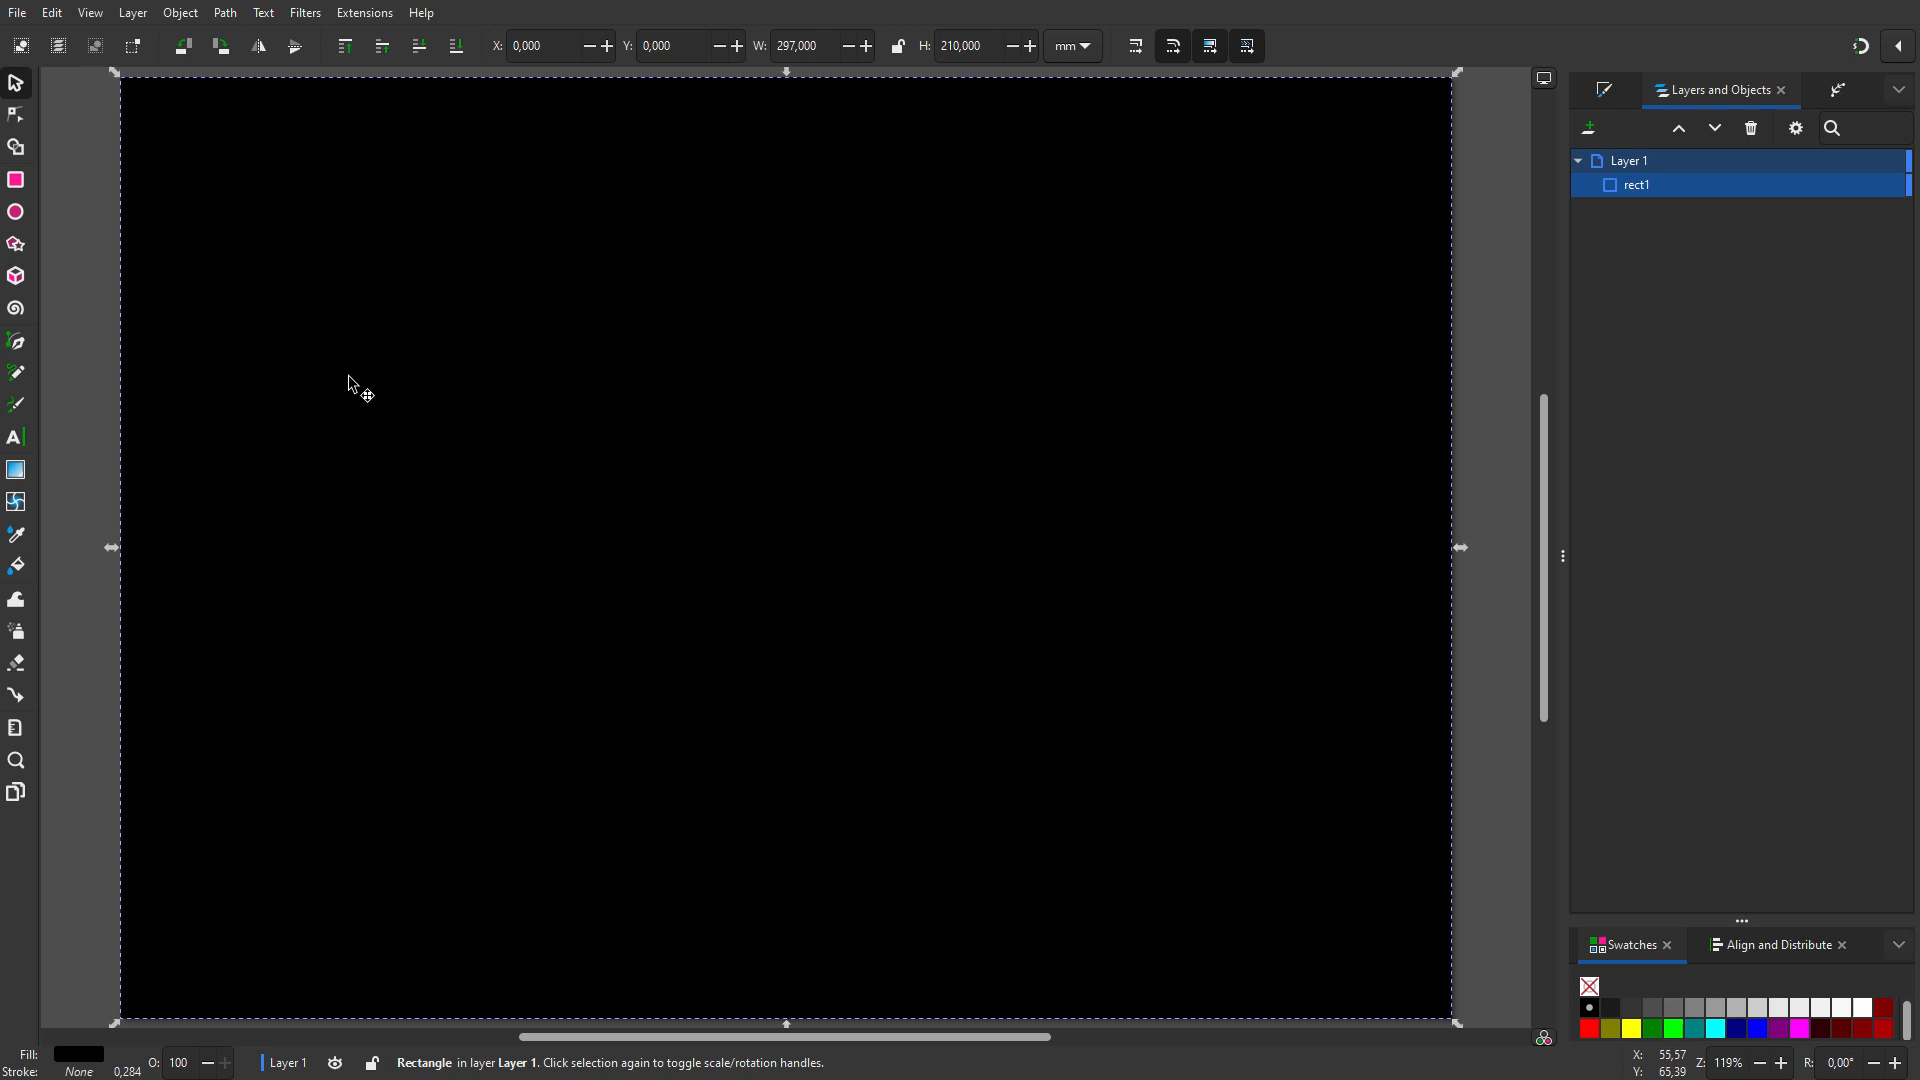 File Edit View Layer Object Path Text Filters Extensions Help
X: 0,000 Y: 0,000 W: 297,000 H: 210,000 mm
Layers and Objects
Layer 1
rect1
Swatches Align and Distribute
Fill:
Stroke: None 0,284 O: 100 Layer 1 Rectangle in layer Layer 1. Click selection again to toggle scale/rotation handles.
X: 55,57
Y: 65,39
Z: 119% R: 0,00°